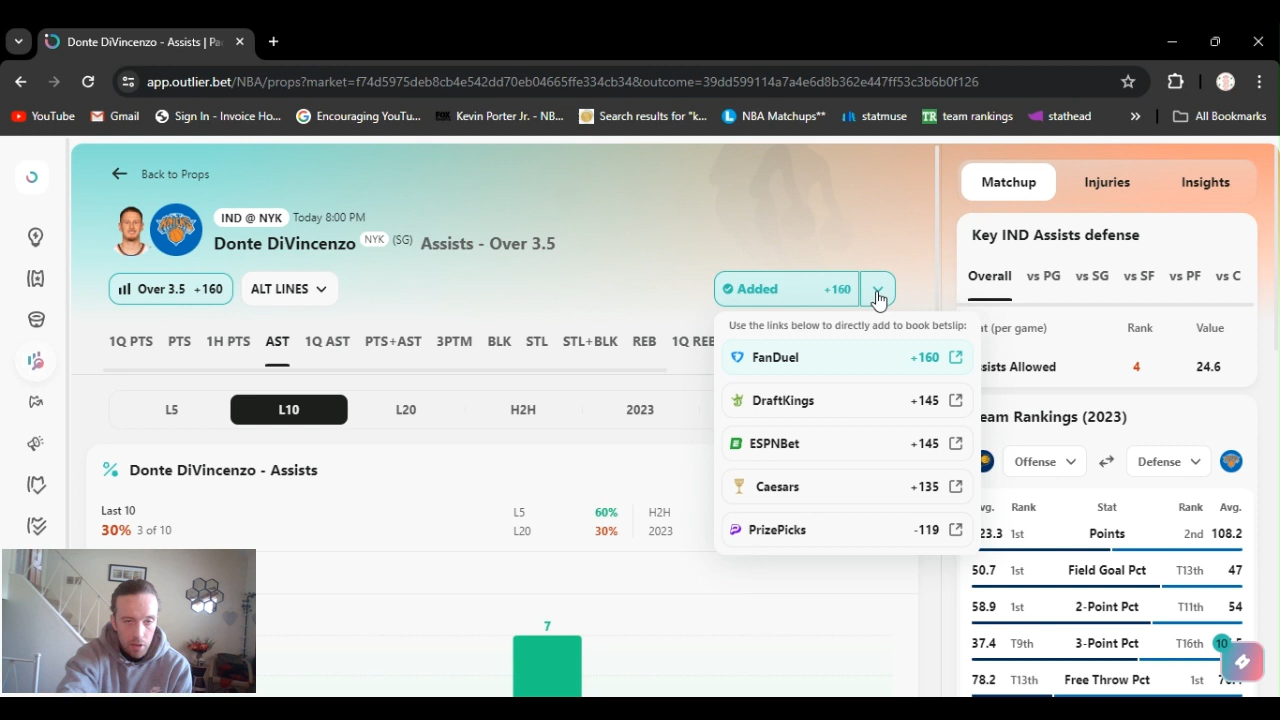 Donte DiVincenzo - Assists | Pa
app.outlier.bet/NBA/props?market=f74d5975deb8cb4e542dd70eb04665ffe334cb34&outcome=39dd599114a7a4e6d8b362e447ff53c3b6b0f126
YouTube Gmail Sign In - Invoice Ho... Encouraging YouTu... Kevin Porter Jr. - NB... Search results for "k... NBA Matchups** statmuse TR team rankings stathead » All Bookmarks
Back to Props
IND @ NYK Today 8:00 PM
Donte DiVincenzo NYK (SG) Assists - Over 3.5
Over 3.5 +160 ALT LINES
Added +160
1Q PTS PTS 1H PTS AST 1Q AST PTS+AST 3PTM BLK STL STL+BLK REB 1Q REB
L5 L10 L20 H2H 2023
Donte DiVincenzo - Assists
Last 10
30% 3 of 10
L5 60% H2H
L20 30% 2023
7
Use the links below to directly add to book betslip:
FanDuel +160
DraftKings +145
ESPNBet +145
Caesars +135
PrizePicks -119
Matchup Injuries Insights
Key IND Assists defense
Overall vs PG vs SG vs SF vs PF vs C
(per game) Rank Value
Allowed 4 24.6
Rankings (2023)
Offense Defense
Rank Stat Rank Avg.
1st Points 2nd 108.2
50.7 1st Field Goal Pct T13th 47
58.9 1st 2-Point Pct T11th 54
37.4 T9th 3-Point Pct T16th
78.2 T13th Free Throw Pct 1st